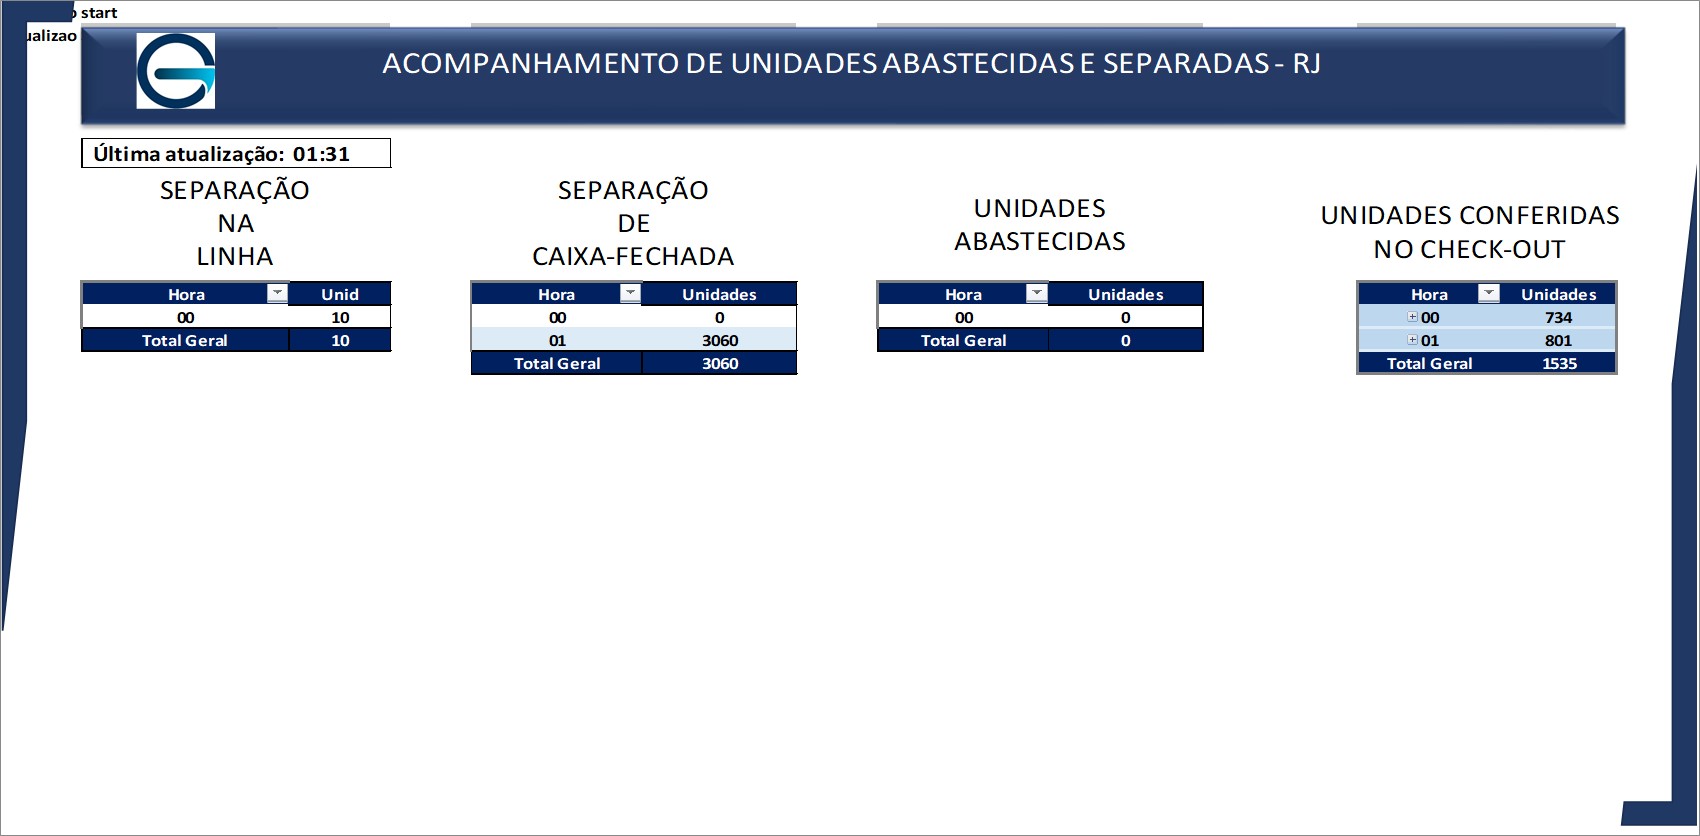 start
ACOMPANHAMENTO DE UNIDADES ABASTECIDAS E SEPARADAS - RJ
Última atualização: 01:31
SEPARAÇÃO
NA
LINHA
Hora Unid
00 10
Total Geral 10
SEPARAÇÃO
DE
CAIXA-FECHADA
Hora Unidades
00 0
01 3060
Total Geral 3060
UNIDADES
ABASTECIDAS
Hora Unidades
00 0
Total Geral 0
UNIDADES CONFERIDAS
NO CHECK-OUT
Hora Unidades
00 734
01 801
Total Geral 1535